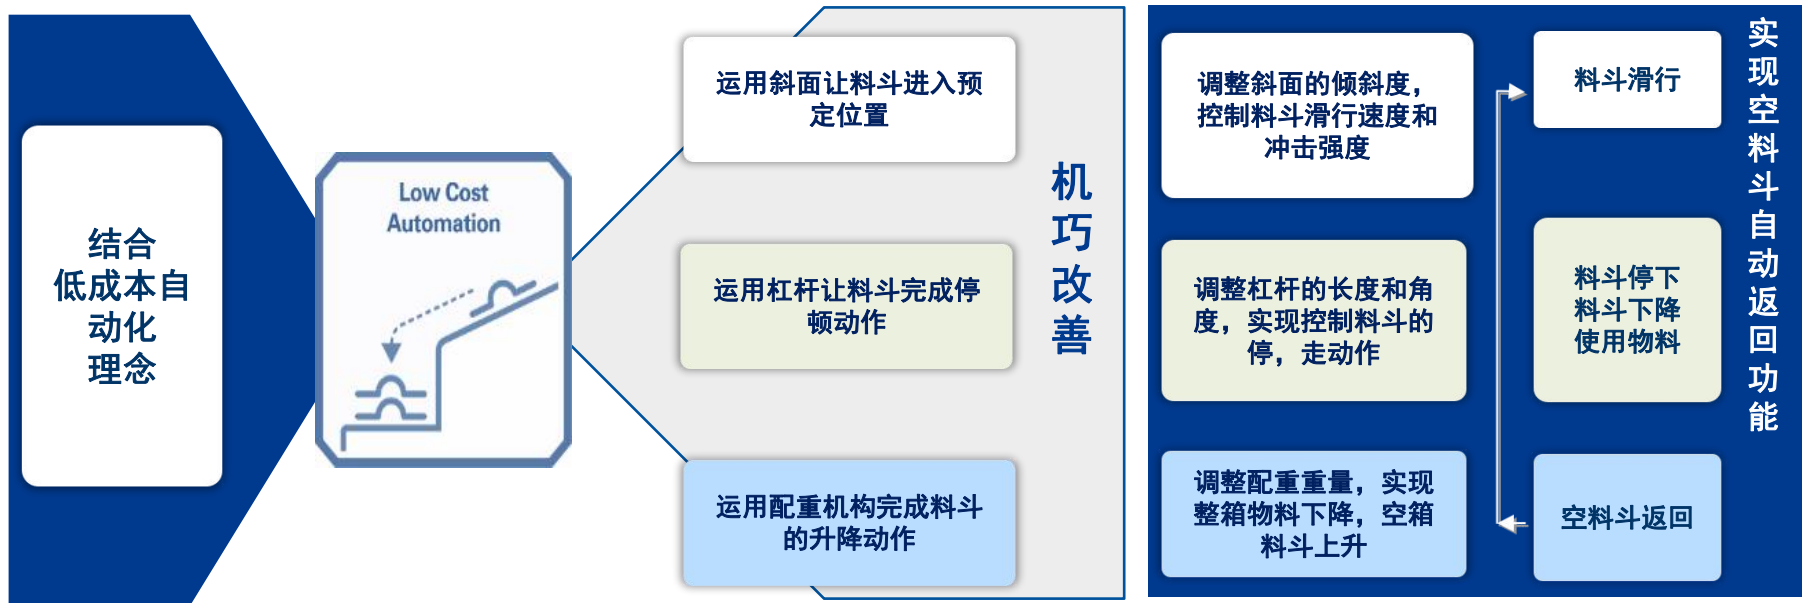 结合
低成本自
动化
理念
Low Cost
Automation
运用斜面让料斗进入预
定位置
运用杠杆让料斗完成停
顿动作
运用配重机构完成料斗
的升降动作
机巧改善
调整斜面的倾斜度，
控制料斗滑行速度和
冲击强度
调整杠杆的长度和角
度，实现控制料斗的
停，走动作
调整配重重量，实现
整箱物料下降，空箱
料斗上升
料斗滑行
料斗停下
料斗下降
使用物料
空料斗返回
实现空料斗自动返回功能